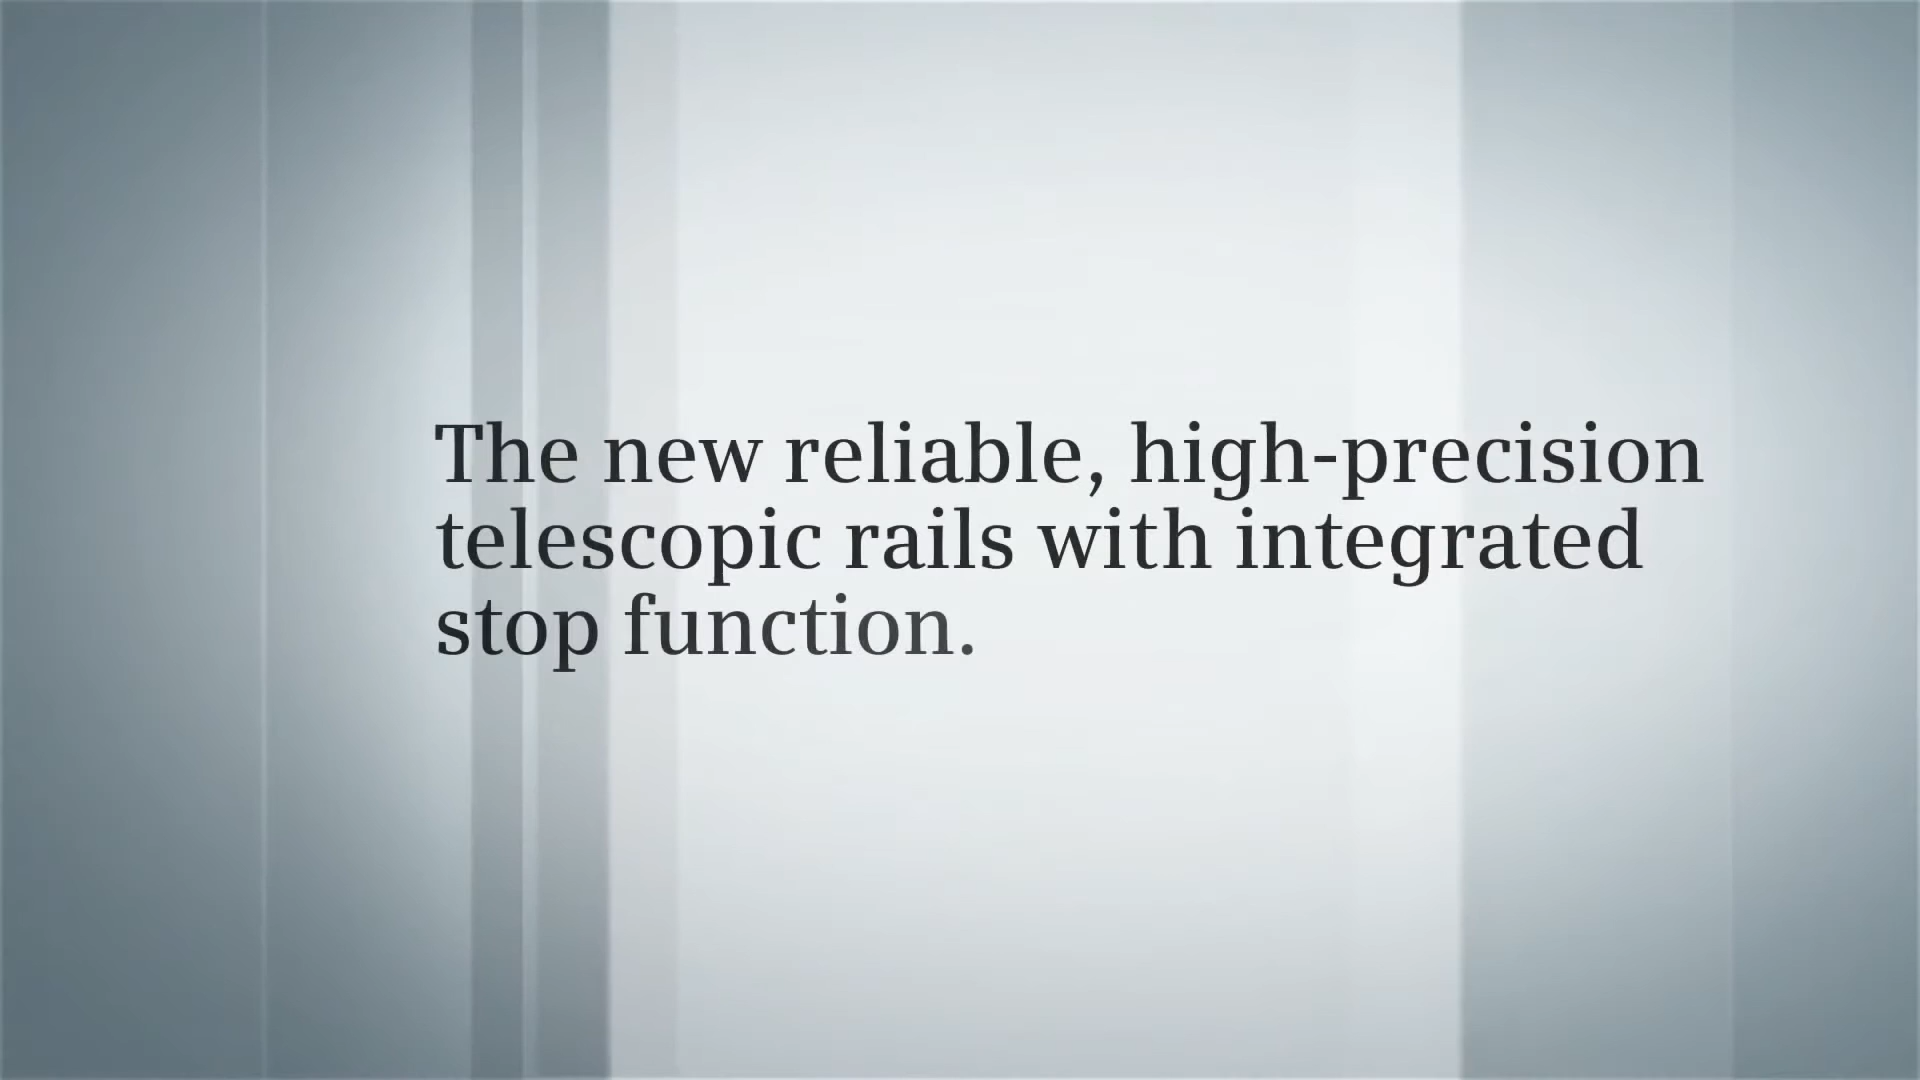 The new reliable, high-precision
telescopic rails with integrated
stop function.